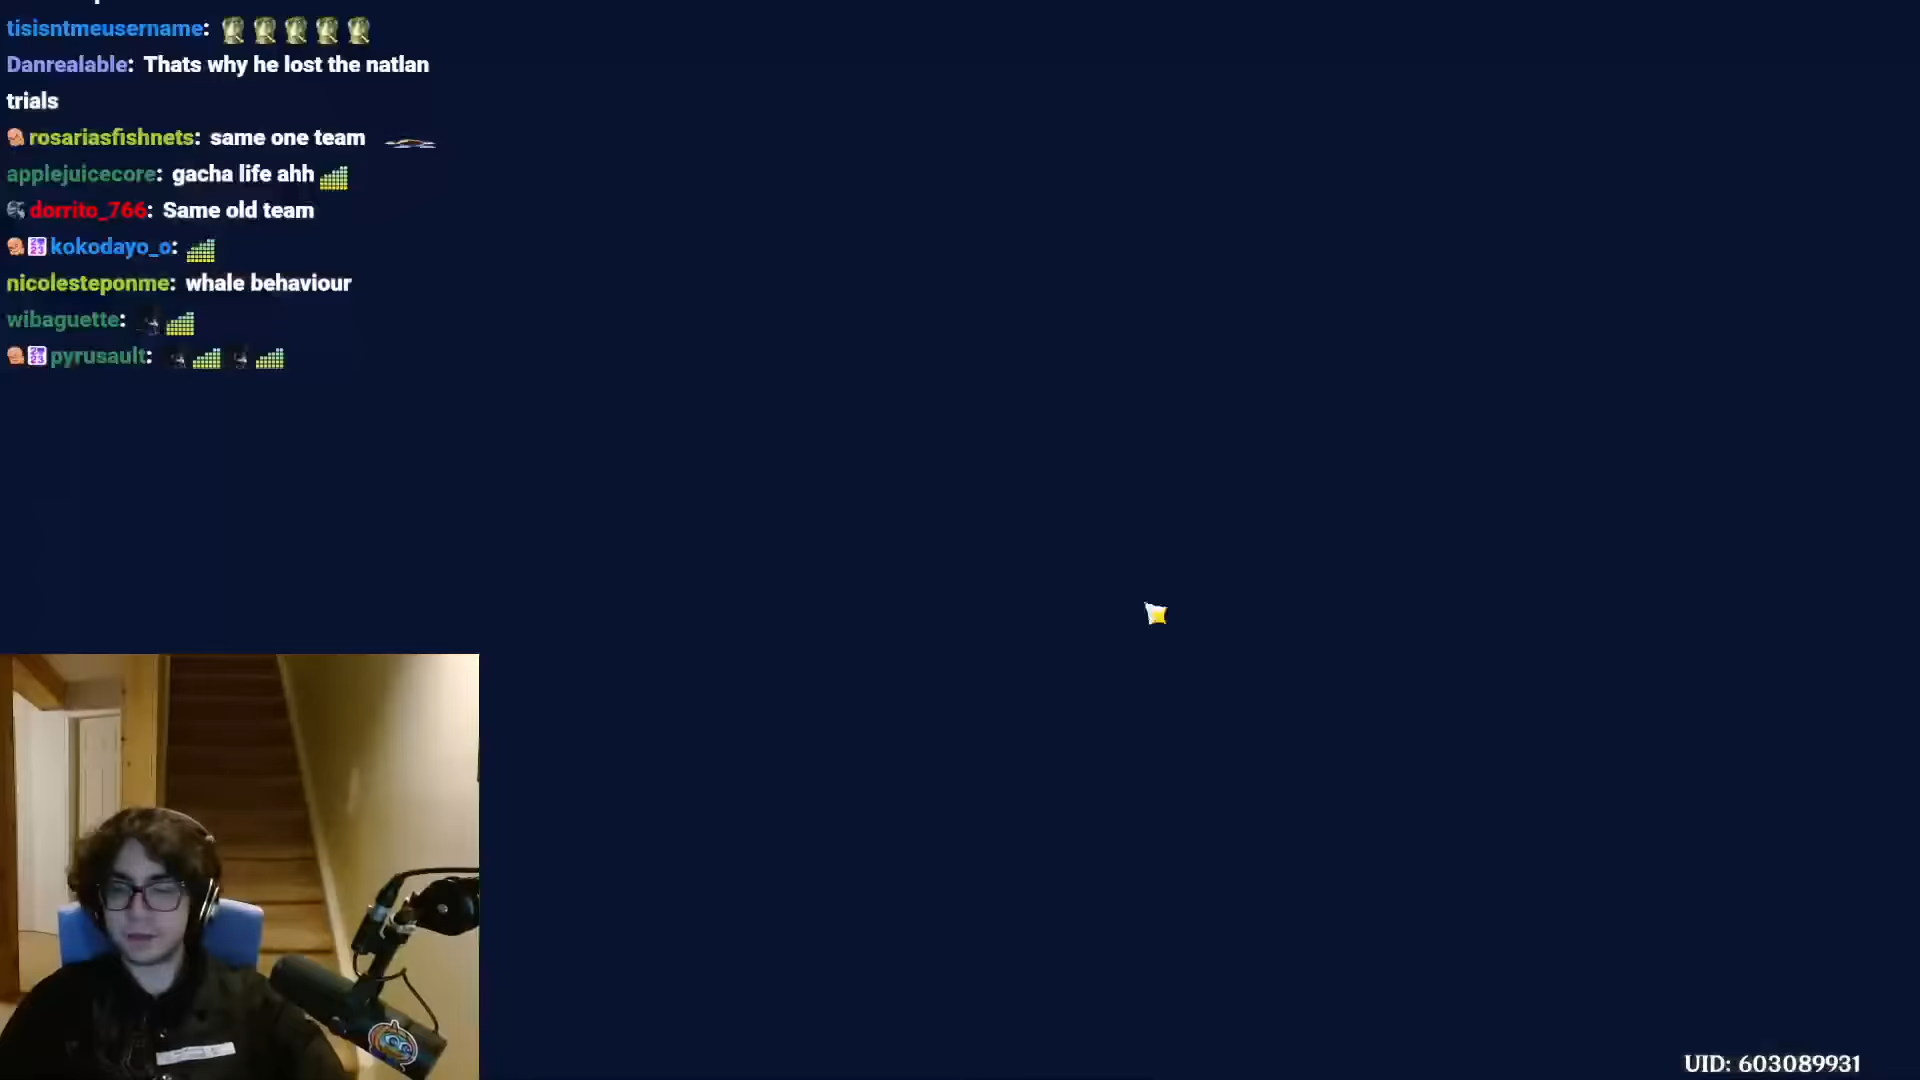 tisisntmeusername:
Danrealable: Thats why he lost the natlan
trials
rosariasfishnets: same one team
applejuicecore: gacha life ahh
dorrito_766: Same old team
kokodayo_o:
nicolesteponme: whale behaviour
wibaguette:
pyrusault:
UID: 603089931